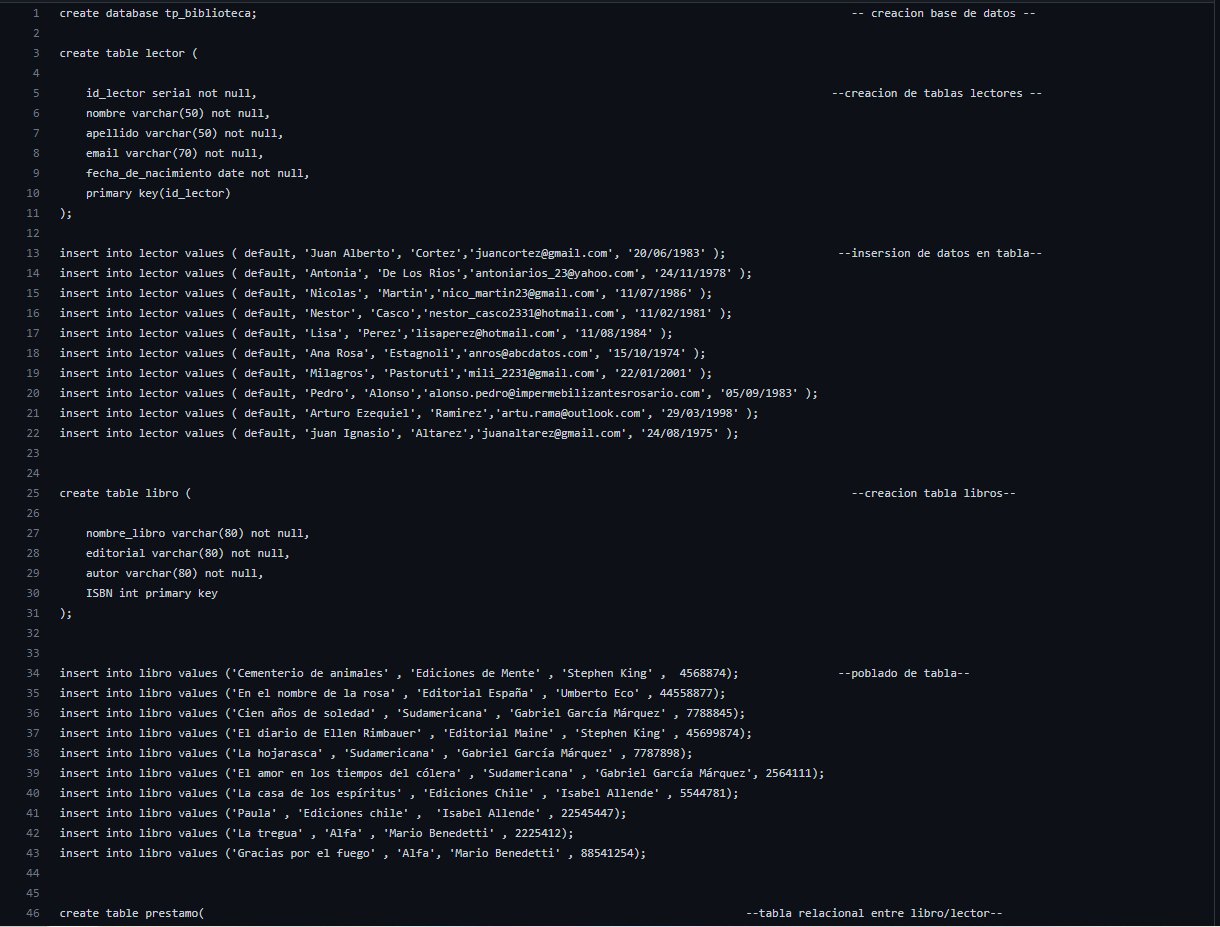 1 create database tp_biblioteca; -- creacion base de datos --
2
3 create table lector (
4
5 id_lector serial not null, --creacion de tablas lectores --
6 nombre varchar(50) not null,
7 apellido varchar(50) not null,
8 email varchar(70) not null,
9 fecha_de_nacimiento date not null,
10 primary key(id_lector)
11 );
12
13 insert into lector values ( default, 'Juan Alberto', 'Cortez','juancortez@gmail.com', '20/06/1983' ); --insersion de datos en tabla--
14 insert into lector values ( default, 'Antonia', 'De Los Rios','antoniarios_23@yahoo.com', '24/11/1978' );
15 insert into lector values ( default, 'Nicolas', 'Martin','nico_martin23@gmail.com', '11/07/1986' );
16 insert into lector values ( default, 'Nestor', 'Casco','nestor_casco2331@hotmail.com', '11/02/1981' );
17 insert into lector values ( default, 'Lisa', 'Perez','lisaperez@hotmail.com', '11/08/1984' );
18 insert into lector values ( default, 'Ana Rosa', 'Estagnoli','anros@abcdatos.com', '15/10/1974' );
19 insert into lector values ( default, 'Milagros', 'Pastoruti','mili_2231@gmail.com', '22/01/2001' );
20 insert into lector values ( default, 'Pedro', 'Alonso','alonso.pedro@impermebilizantesrosario.com', '05/09/1983' );
21 insert into lector values ( default, 'Arturo Ezequiel', 'Ramirez','artu.rama@outlook.com', '29/03/1998' );
22 insert into lector values ( default, 'juan Ignasio', 'Altarez','juanaltarez@gmail.com', '24/08/1975' );
23
24
25 create table libro ( --creacion tabla libros--
26
27 nombre_libro varchar(80) not null,
28 editorial varchar(80) not null,
29 autor varchar(80) not null,
30 ISBN int primary key
31 );
32
33
34 insert into libro values ('Cementerio de animales' , 'Ediciones de Mente' , 'Stephen King' , 4568874); --poblado de tabla--
35 insert into libro values ('En el nombre de la rosa' , 'Editorial España' , 'Umberto Eco' , 44558877);
36 insert into libro values ('Cien años de soledad' , 'Sudamericana' , 'Gabriel García Márquez' , 7788845);
37 insert into libro values ('El diario de Ellen Rimbauer' , 'Editorial Maine' , 'Stephen King' , 45699874);
38 insert into libro values ('La hojarasca' , 'Sudamericana' , 'Gabriel García Márquez' , 7787898);
39 insert into libro values ('El amor en los tiempos del cólera' , 'Sudamericana' , 'Gabriel García Márquez', 2564111);
40 insert into libro values ('La casa de los espíritus' , 'Ediciones Chile' , 'Isabel Allende' , 5544781);
41 insert into libro values ('Paula' , 'Ediciones chile' , 'Isabel Allende' , 22545447);
42 insert into libro values ('La tregua' , 'Alfa' , 'Mario Benedetti' , 2225412);
43 insert into libro values ('Gracias por el fuego' , 'Alfa', 'Mario Benedetti' , 88541254);
44
45
46 create table prestamo( --tabla relacional entre libro/lector--